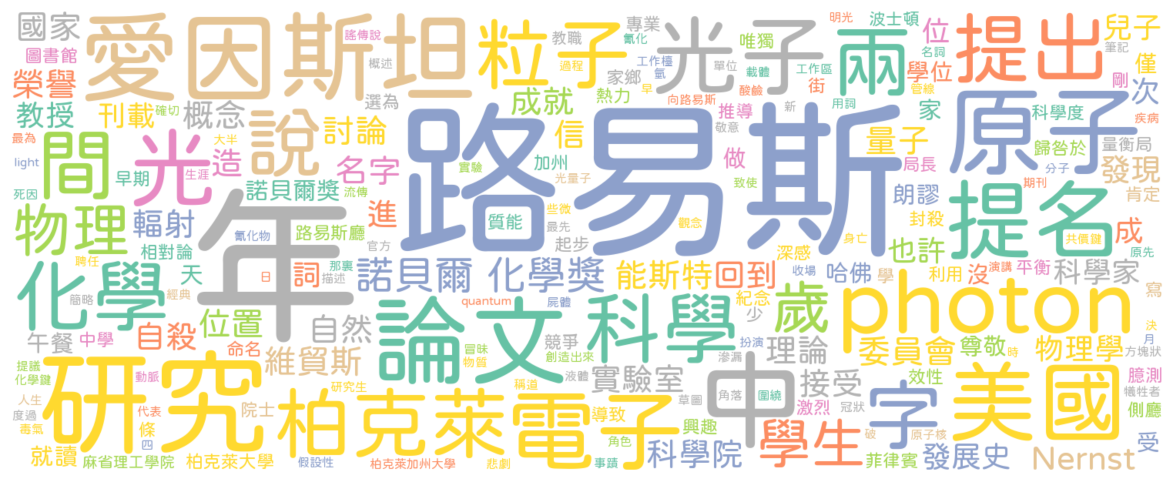 國家 謠傳說 專業 明光 波士頓 兒子
圖書館 愛因斯坦 粒子 教職 氰化 光子 唯獨 兩 名詞 位 提出 筆記
榮譽 概述 過程 家鄉 單位 載體 工作區 學位 僅
教授 刊載 確切 概念 選為 成就 熱力 氫 早 工作檯 酸鹼 街 管線 剛 次
最為 大半 說 討論 信 向路易斯 推導 新 用詞 家 原子 科學度 疾病
light 間 光 造 名字 實驗 路易斯 加州 敬意 做 量子 局長 歸咎於 量衡局
死因 早期 生涯 諾貝爾獎 流傳 光量子 致使 朗謬 分子 期刊 發現
物理 輻射 年 進 質能 些微 最先 觀念 封殺 提名 肯定
氰化物 路易斯廳 官方 起步 深感 身亡 也許 共價鍵 成 原先
聘任 相對論 天 日 詞 那裏 描述 諾貝爾 化學獎 能斯特 回到 收場 哈佛 學 利用 沒 演講 平衡 科學家
化學 簡略 經典 quantum 屍體 紀念 少 歲 photon 寫
午餐 中學 自殺 位置 自然 論文 競爭 科學 扮演 理論 委員會 尊敬 物理學 決 月
提議 命名 維貿斯 冒昧 創造出來 滲漏 時 方塊狀
化學鍵 動脈 研究生 物質 稱道 液體 實驗室 中 接受 效性 臆測
人生 研究 代表 院士 柏克萊 電子 草圖 角落 圍繞 激烈 冠狀 字 美國 犧牲者
度過 毒氣 條 導致 興趣 學生 側廳
就讀 四 角色 科學院 破 原子核 受
麻省理工學院 柏克萊大學 假設性 柏克萊加州大學 悲劇 事蹟 菲律賓 發展史 Nernst